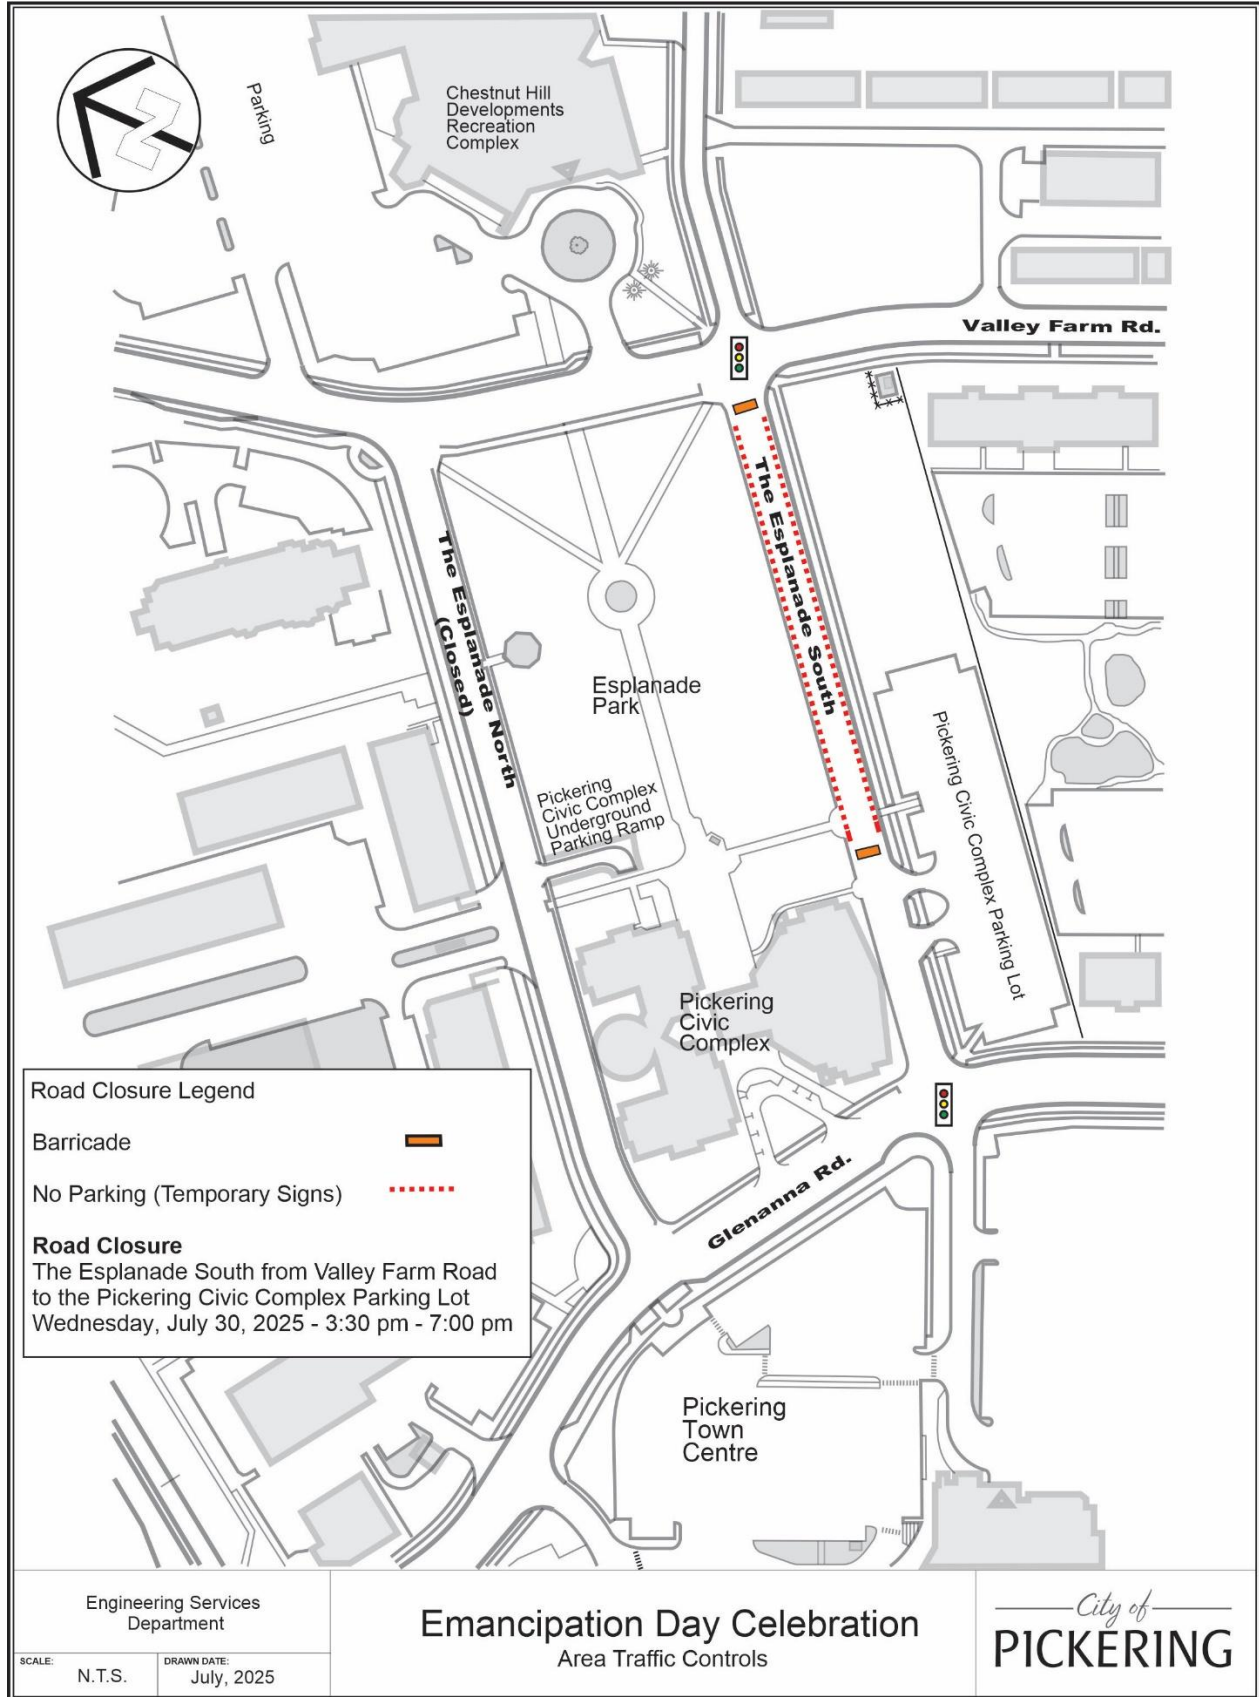 Parking
Chestnut Hill
Developments
Recreation
Complex
Valley Farm Rd.
The Esplanade South
The Esplanade North
(Closed)
Esplanade
Park
Pickering
Civic Complex
Underground
Parking Ramp
Pickering Civic Complex Parking Lot
Pickering
Civic
Complex
Glenanna Rd.
Road Closure Legend
Barricade
No Parking (Temporary Signs)
Road Closure
The Esplanade South from Valley Farm Road
to the Pickering Civic Complex Parking Lot
Wednesday, July 30, 2025 - 3:30 pm - 7:00 pm
Pickering
Town
Centre
Engineering Services
Department
SCALE:
N.T.S.
DRAWN DATE:
July, 2025
Emancipation Day Celebration
Area Traffic Controls
City of
PICKERING